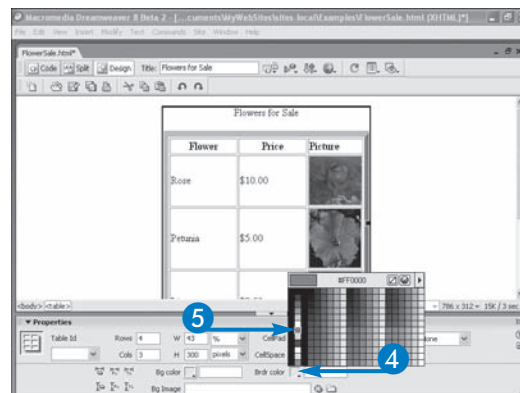 Macromedia Dreamweaver 8 Beta 2 - [...cuments\MyWebSites\sites local\Examples\FlowerSale.html (XHTML)*]
File Edit View Insert Modify Text Commands Site Window Help
FlowerSale.html*
Code Split Design Title: Flowers for Sale
Flowers for Sale
Flower Price Picture
Rose $10.00
Petunia $5.00
#FF0000
<body> <table> 786 x 312 15K / 3 sec
5
Properties
Table Id Rows 4 W 43 % CellPad
Cols 3 H 300 pixels CellSpace
4
Bg color Brdr color
Bg Image